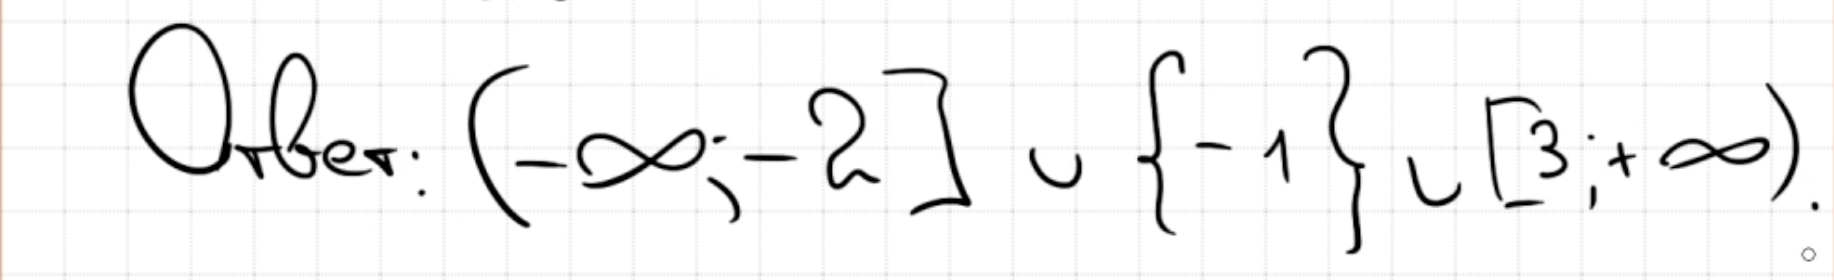 Ответ: (-∞; -2] ∪ {-1} ∪ [3; +∞).